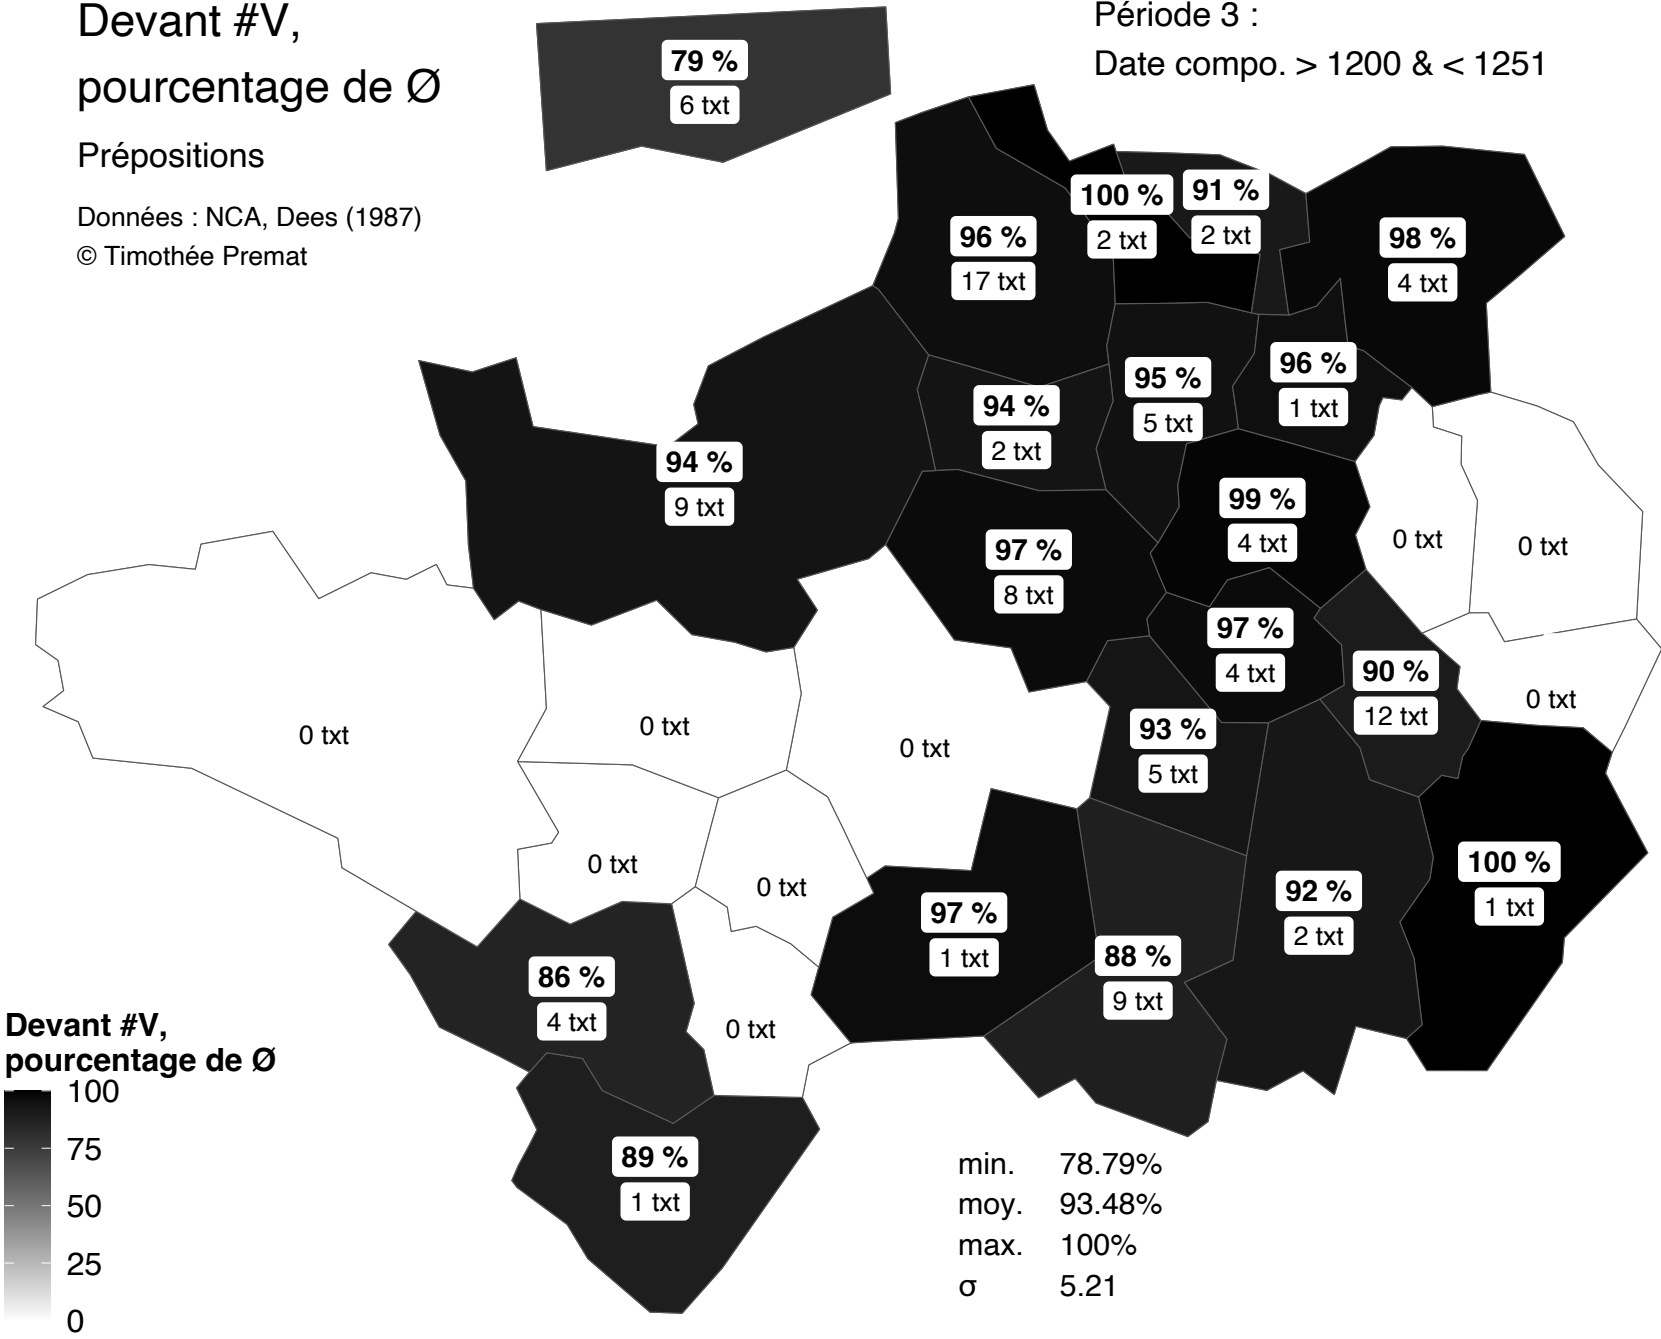 Devant #V,
pourcentage de Ø
Prépositions
Données : NCA, Dees (1987)
© Timothée Premat
Période 3 :
Date compo. > 1200 & < 1251
79 %
6 txt
100 %
2 txt
91 %
2 txt
96 %
17 txt
98 %
4 txt
96 %
1 txt
95 %
5 txt
94 %
2 txt
94 %
9 txt
99 %
4 txt
0 txt
0 txt
97 %
8 txt
97 %
4 txt
90 %
12 txt
0 txt
0 txt
0 txt
0 txt
93 %
5 txt
0 txt
0 txt
100 %
1 txt
92 %
2 txt
97 %
1 txt
88 %
9 txt
86 %
4 txt
0 txt
89 %
1 txt
Devant #V,
pourcentage de Ø
100
75
50
25
0
min. 78.79%
moy. 93.48%
max. 100%
σ 5.21